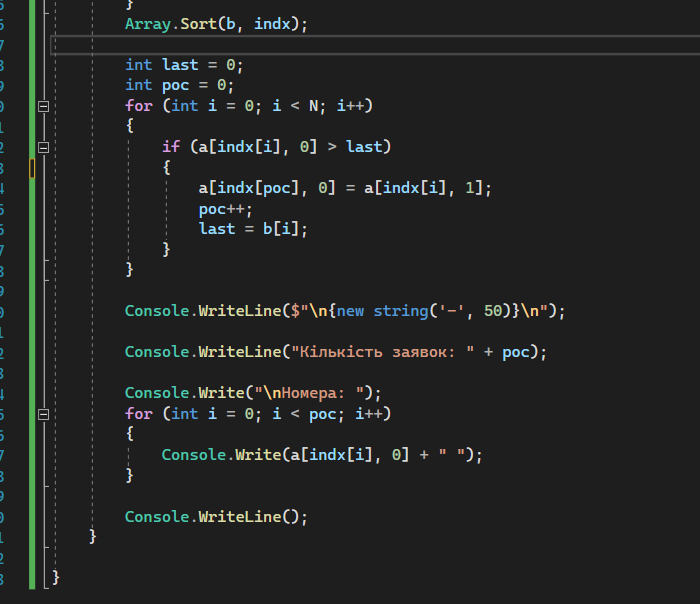 }
Array.Sort(b, indx);
int last = 0;
int poc = 0;
for (int i = 0; i < N; i++)
{
if (a[indx[i], 0] > last)
{
a[indx[poc], 0] = a[indx[i], 1];
poc++;
last = b[i];
}
}
Console.WriteLine($"\n{new string('-', 50)}\n");
Console.WriteLine("Кількість заявок: " + poc);
Console.Write("\nНомера: ");
for (int i = 0; i < poc; i++)
{
Console.Write(a[indx[i], 0] + " ");
}
Console.WriteLine();
}
}